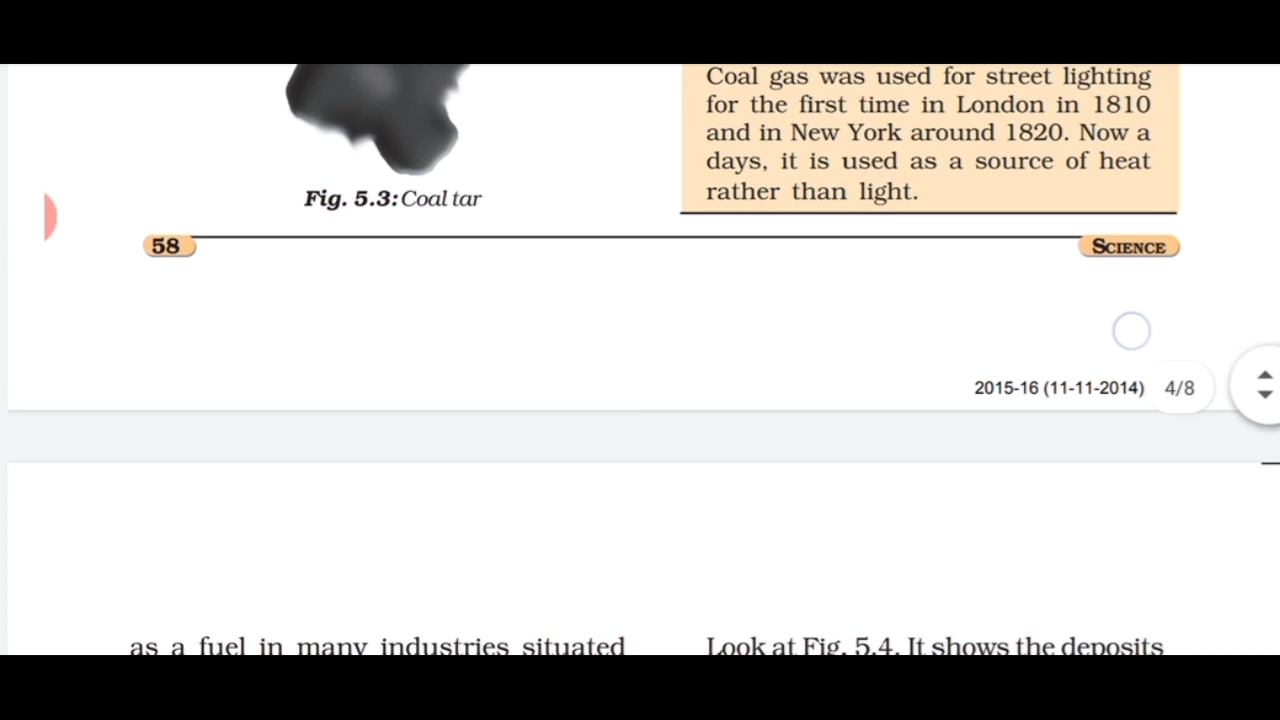 Coal gas was used for street lighting
for the first time in London in 1810
and in New York around 1820. Now a
days, it is used as a source of heat
rather than light.
Fig. 5.3: Coal tar
58
SCIENCE
2015-16 (11-11-2014)
4/8
as a fuel in many industries situated
Look at Fig. 5.4. It shows the deposits